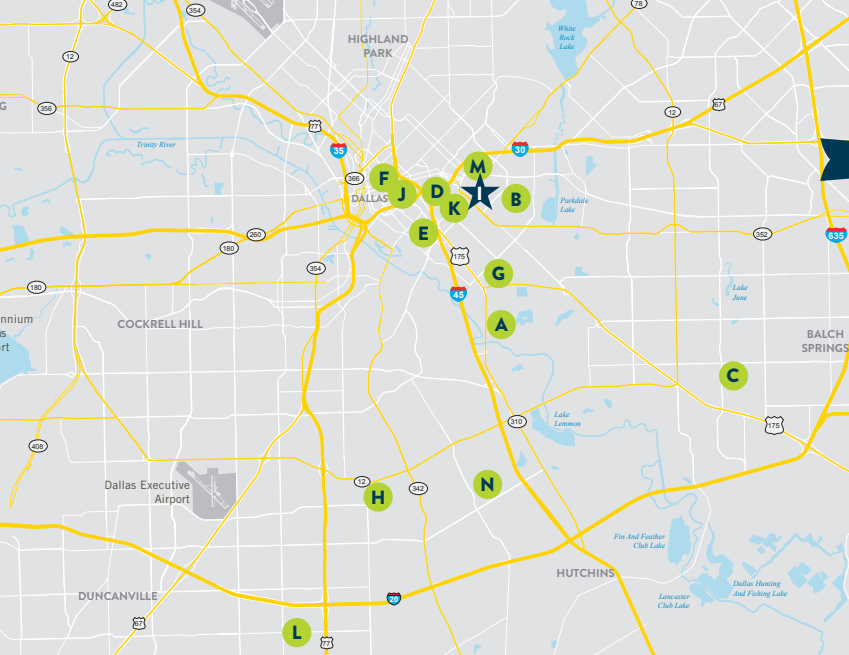 482
354
78
HIGHLAND
PARK
White
Rock
Lake
12
67
G
356
12
77
Trinity River
35
30
M
366
F
DALLAS
J
D
I
K
B
Parkdale
Lake
260
180
E
352
635
175
354
G
180
45
Lake
June
nnium
s
rt
COCKRELL HILL
A
BALCH
SPRINGS
C
310
Lake
Lemmon
175
408
Dallas Executive
Airport
12
H
342
N
Fin And Feather
Club Lake
HUTCHINS
Dallas Hunting
And Fishing Lake
DUNCANVILLE
20
Lancaster
Club Lake
67
L
77